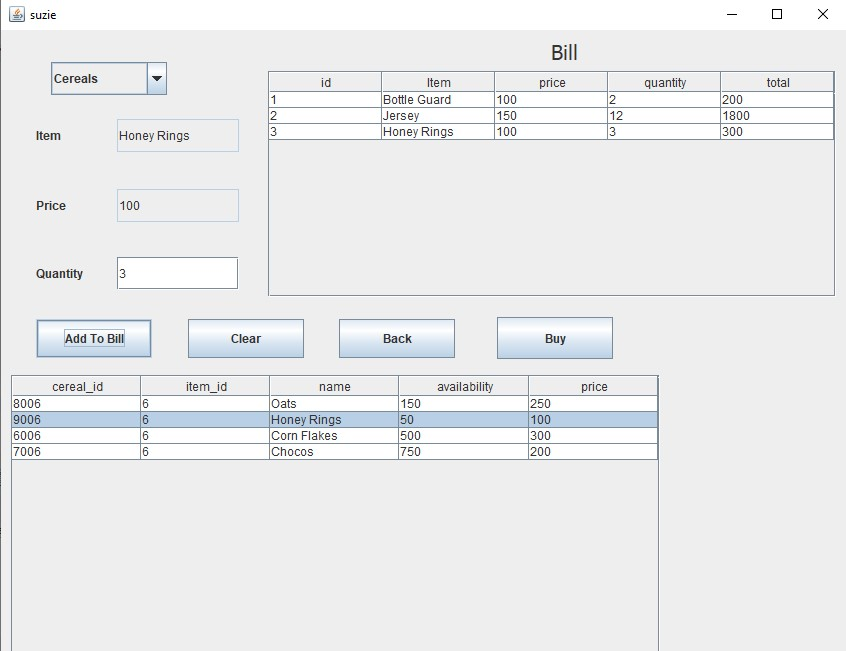 suzie
Bill
Cereals
id Item price quantity total
1 Bottle Guard 100 2 200
2 Jersey 150 12 1800
3 Honey Rings 100 3 300
Item Honey Rings
Price 100
Quantity 3
Add To Bill Clear Back Buy
cereal_id item_id name availability price
8006 6 Oats 150 250
9006 6 Honey Rings 50 100
6006 6 Corn Flakes 500 300
7006 6 Chocos 750 200